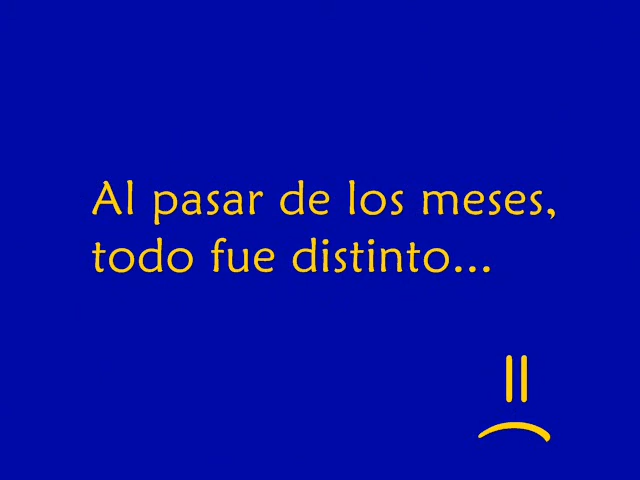 Al pasar de los meses,
todo fue distinto...